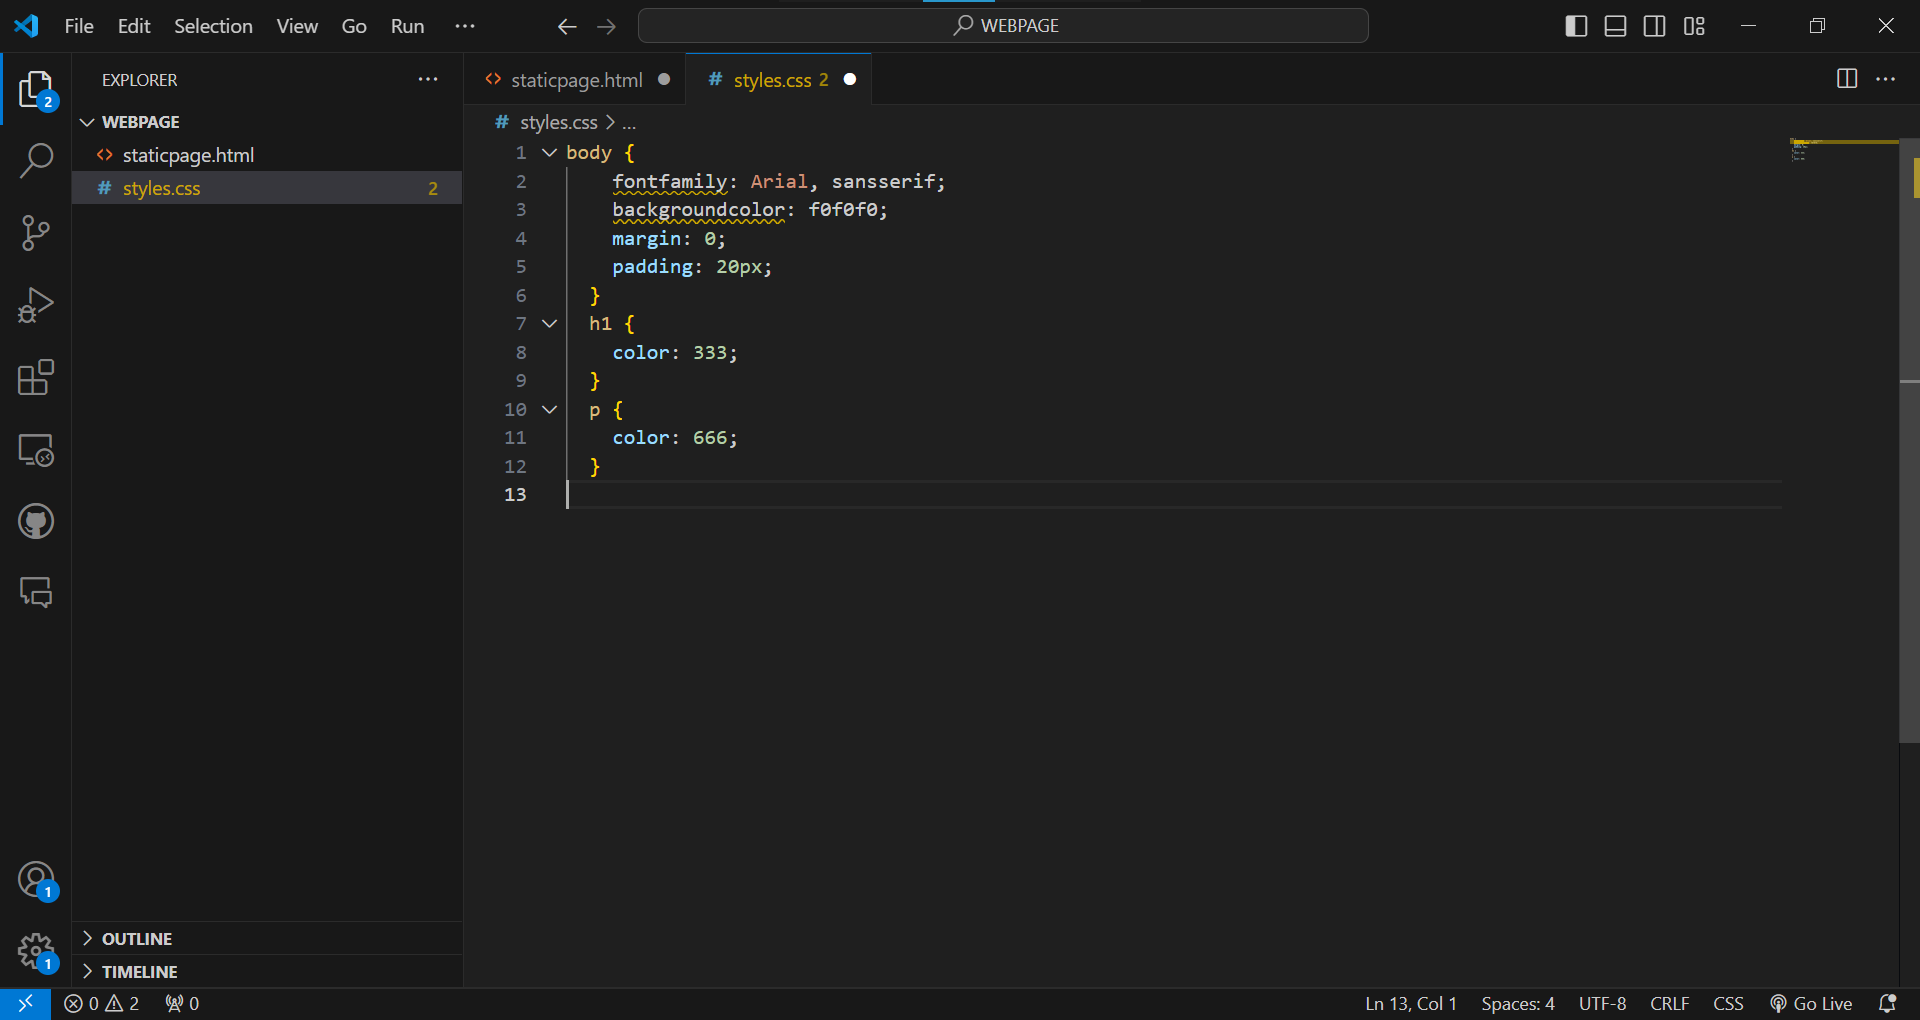 File Edit Selection View Go Run ··· WEBPAGE
EXPLORER ···
staticpage.html
# styles.css 2
···
2
WEBPAGE
<> staticpage.html
# styles.css 2
# styles.css > ...
1 body {
2 fontfamily: Arial, sansserif;
3 backgroundcolor: f0f0f0;
4 margin: 0;
5 padding: 20px;
6 }
7 h1 {
8 color: 333;
9 }
10 p {
11 color: 666;
12 }
13
1
OUTLINE
1
TIMELINE
0 2 0
Ln 13, Col 1 Spaces: 4 UTF-8 CRLF CSS Go Live